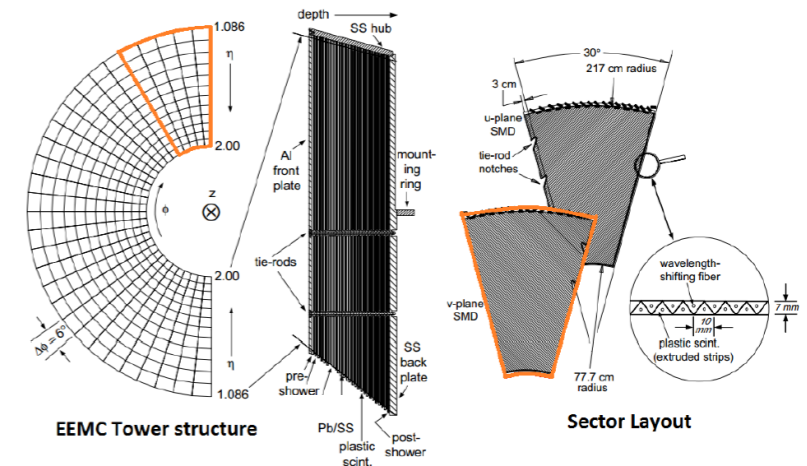 1.086
η
2.00
z
ϕ
2.00
η
Δϕ = 6°
1.086
EEMC Tower structure
depth
SS hub
Al
front
plate
mount-
ing
ring
tie-rods
SS
back
plate
pre-
shower
Pb/SS
plastic
scint.
post-
shower
30°
217 cm radius
3 cm
u-plane
SMD
tie-rod
notches
v-plane
SMD
wavelength-
shifting fiber
7 mm
10
mm
plastic scint.
(extruded strips)
77.7 cm
radius
Sector Layout